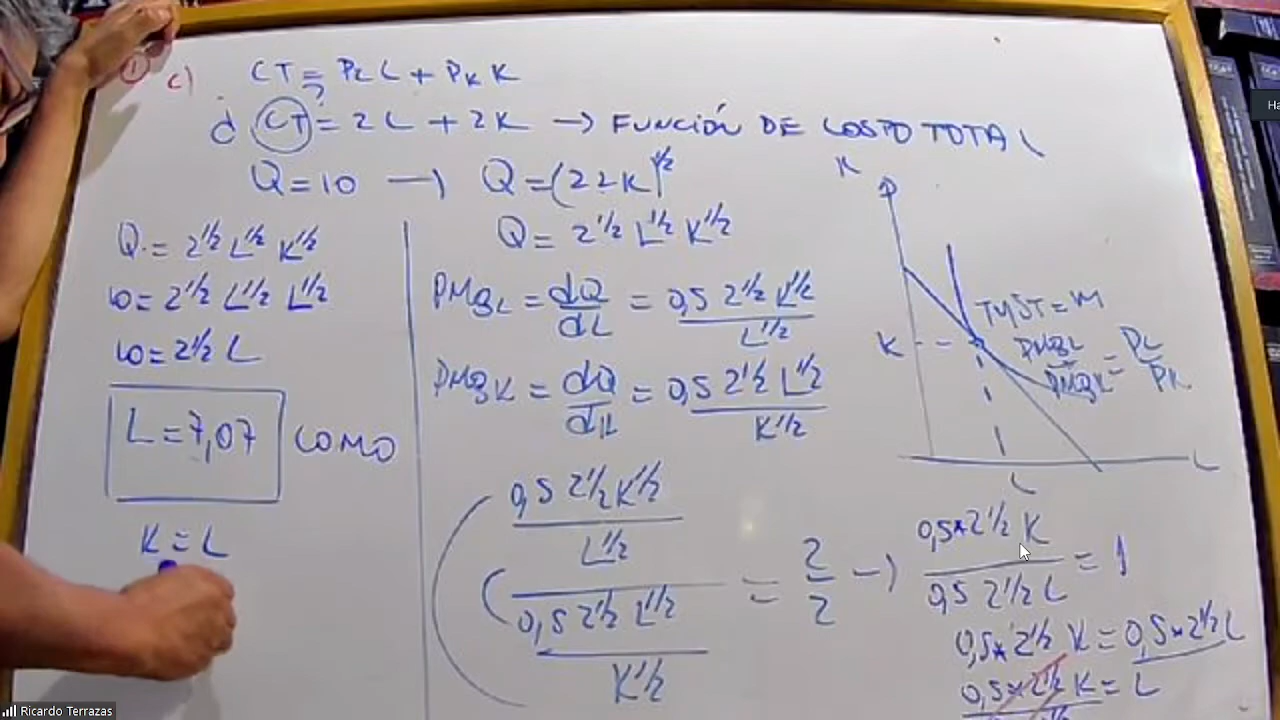 ① c) CT = PL L + PK K
d CT = 2L + 2K → FUNCIÓN DE COSTO TOTAL
Q = 10 → Q = (2LK)^1/2
Q = 2^1/2 L^1/2 K^1/2
Q = 2^1/2 L^1/2 K^1/2
10 = 2^1/2 L^1/2 L^1/2
10 = 2^1/2 L
L = 7,07 COMO
K = L
PMgL = dQ/dL = 0,5 2^1/2 K^1/2 / L^1/2
PMgK = dQ/dK = 0,5 2^1/2 L^1/2 / K^1/2
0,5 2^1/2 K^1/2 / L^1/2
0,5 2^1/2 L^1/2 / K^1/2
= 2/2 → 0,5*2^1/2 K / 0,5 2^1/2 L = 1
0,5*2^1/2 K = 0,5*2^1/2 L
0,5*2^1/2 K = L
K
TMST = M
PMgL / PMgK = PL / PK
K
L
L
Ricardo Terrazas
Ha